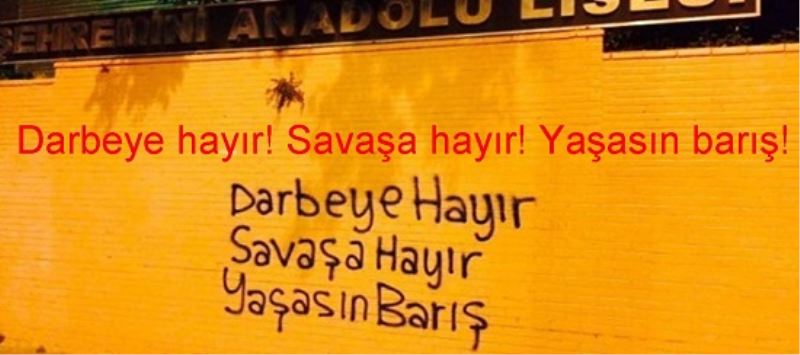 ŞEHREMİNİ ANADOLU LİSESİ
Darbeye hayır! Savaşa hayır! Yaşasın barış!
Darbeye Hayır
Savaşa Hayır
Yaşasın Barış